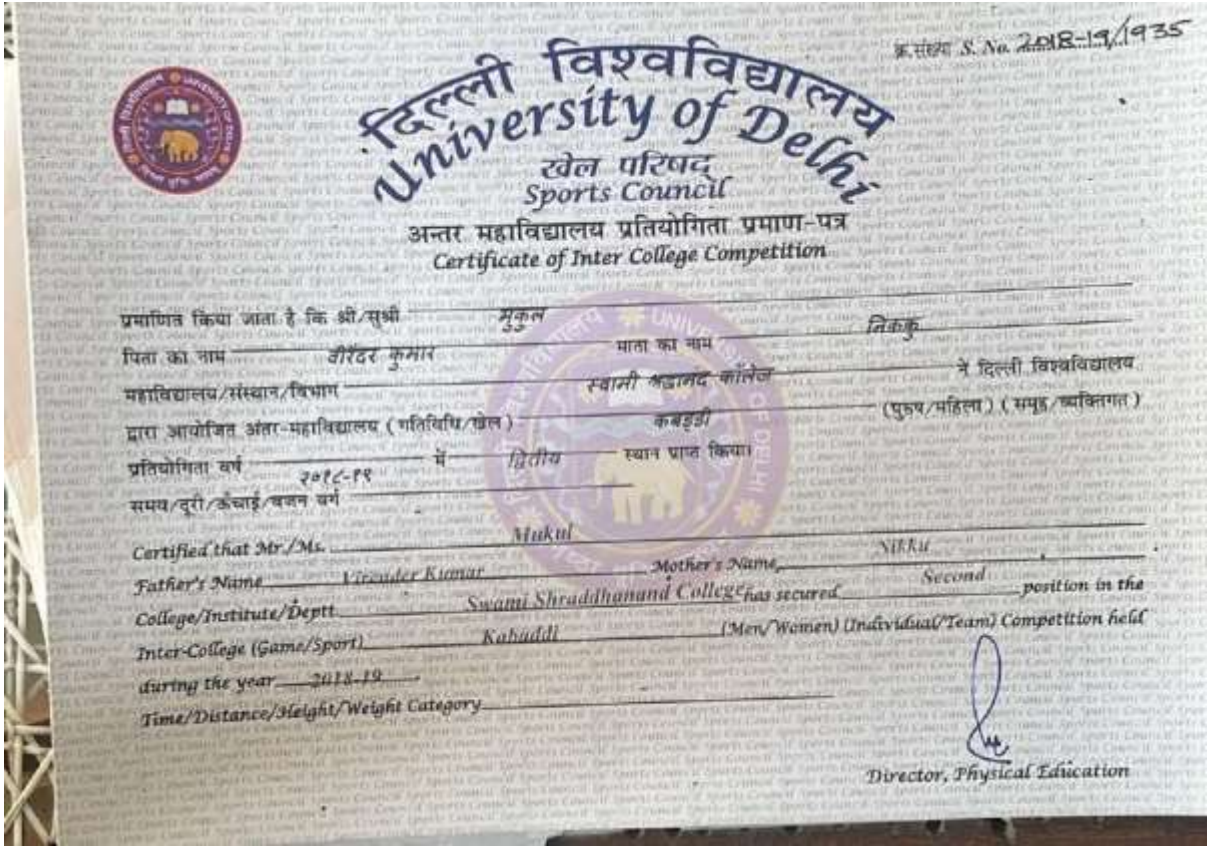 क्र.संख्या S. No. 2018-19/1935
दिल्ली विश्वविद्यालय
University of Delhi
खेल परिषद्
Sports Council
अन्तर महाविद्यालय प्रतियोगिता प्रमाण-पत्र
Certificate of Inter College Competition
प्रमाणित किया जाता है कि श्री/सुश्री मुकुल
पिता का नाम वीरेंदर कुमार माता का नाम निक्कु
महाविद्यालय/संस्थान/विभाग स्वामी श्रद्धानंद कॉलेज ने दिल्ली विश्वविद्यालय
द्वारा आयोजित अंतर-महाविद्यालय (गतिविधि/खेल) कबड्डी (पुरुष/महिला) (समूह/व्यक्तिगत)
प्रतियोगिता वर्ष २०१८-१९ में द्वितीय स्थान प्राप्त किया।
समय/दूरी/ऊँचाई/वजन वर्ग
Certified that Mr./Ms. Mukul
Father's Name Virender Kumar Mother's Name Nikku
College/Institute/Deptt. Swami Shraddhanand College has secured Second position in the
Inter-College (Game/Sport) Kabaddi (Men/Women) (Individual/Team) Competition held
during the year 2018-19
Time/Distance/Height/Weight Category
Director, Physical Education